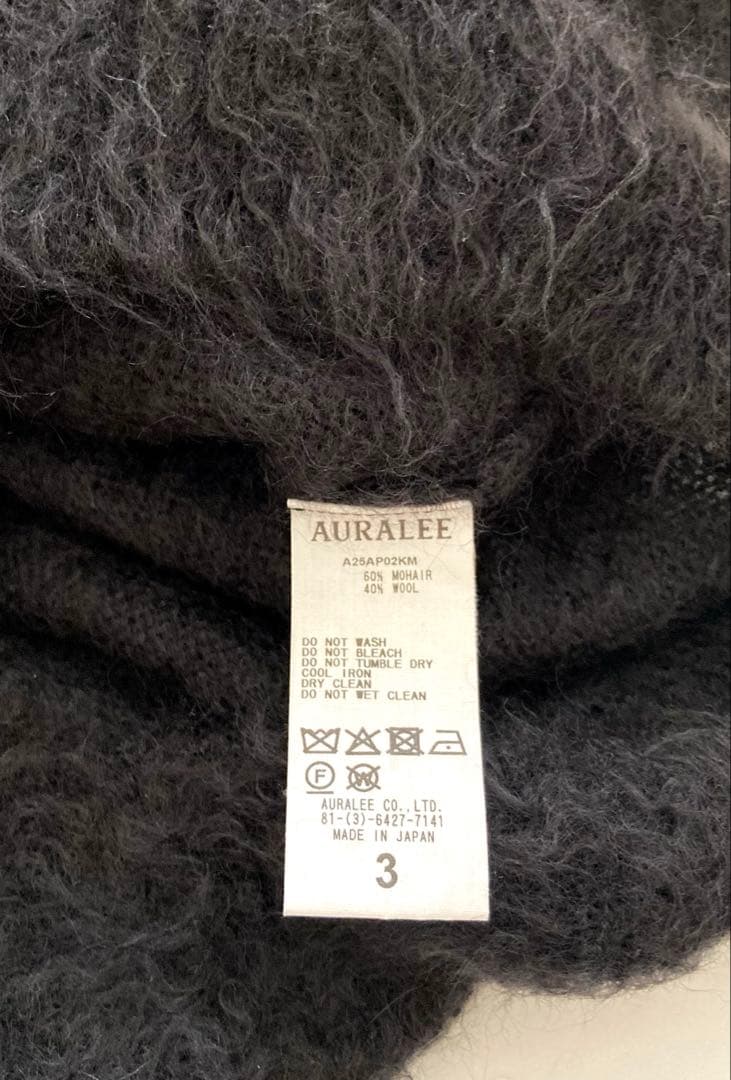 AURALEE
A25AP02KM
60% MOHAIR
40% WOOL
DO NOT WASH
DO NOT BLEACH
DO NOT TUMBLE DRY
COOL IRON
DRY CLEAN
DO NOT WET CLEAN
F W
AURALEE CO.,LTD.
81-(3)-6427-7141
MADE IN JAPAN
3